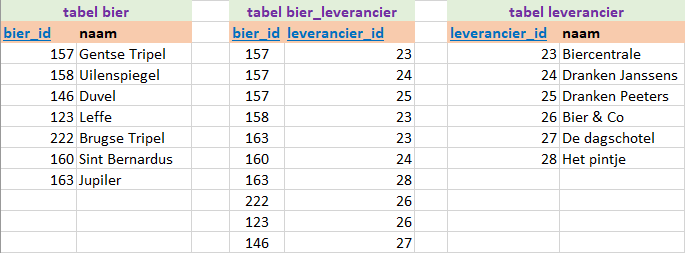 tabel bier tabel bier_leverancier tabel leverancier
bier_id naam bier_id leverancier_id leverancier_id naam
157 Gentse Tripel 157 23 23 Biercentrale
158 Uilenspiegel 157 24 24 Dranken Janssens
146 Duvel 157 25 25 Dranken Peeters
123 Leffe 158 23 26 Bier & Co
222 Brugse Tripel 163 23 27 De dagschotel
160 Sint Bernardus 160 24 28 Het pintje
163 Jupiler 163 28
222 26
123 26
146 27